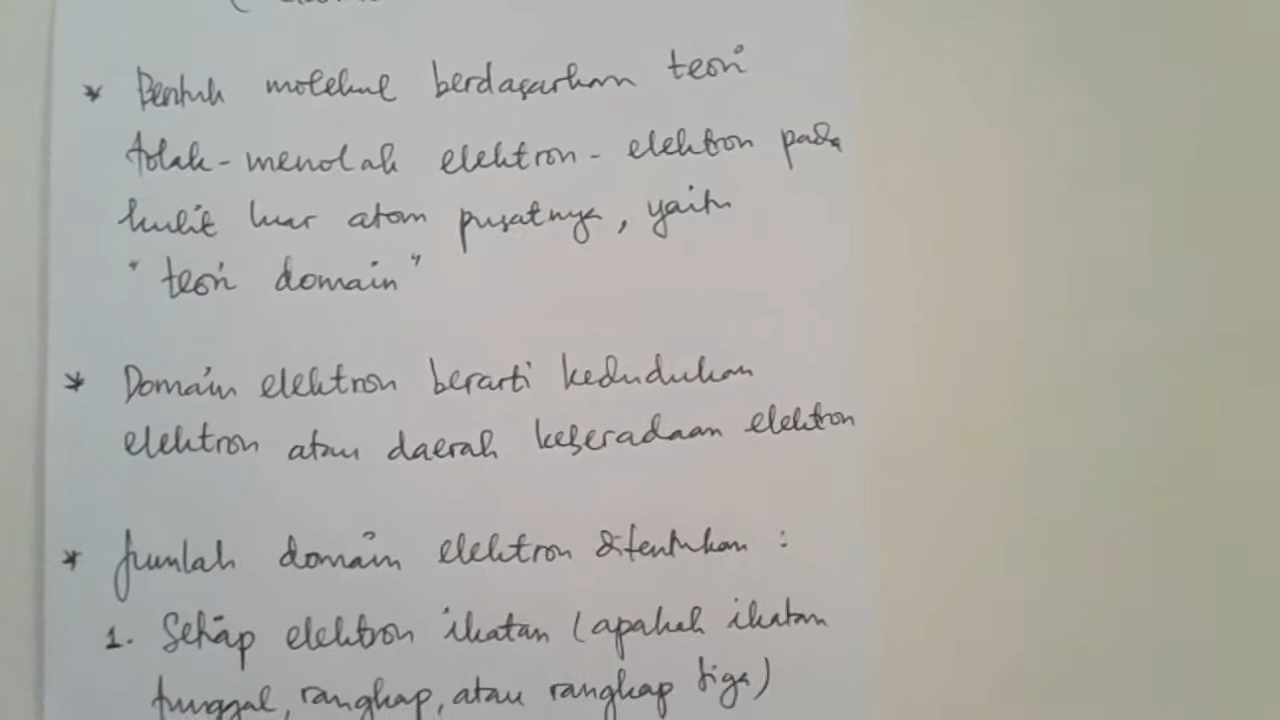 * Bentuk molekul berdasarkan teori
tolak-menolak elektron-elektron pada
kulit luar atom pusatnya, yaitu
"teori domain"
* Domain elektron berarti kedudukan
elektron atau daerah keberadaan elektron
* Jumlah domain elektron ditentukan :
1. Setiap elektron ikatan (apakah ikatan
tunggal, rangkap, atau rangkap tiga)